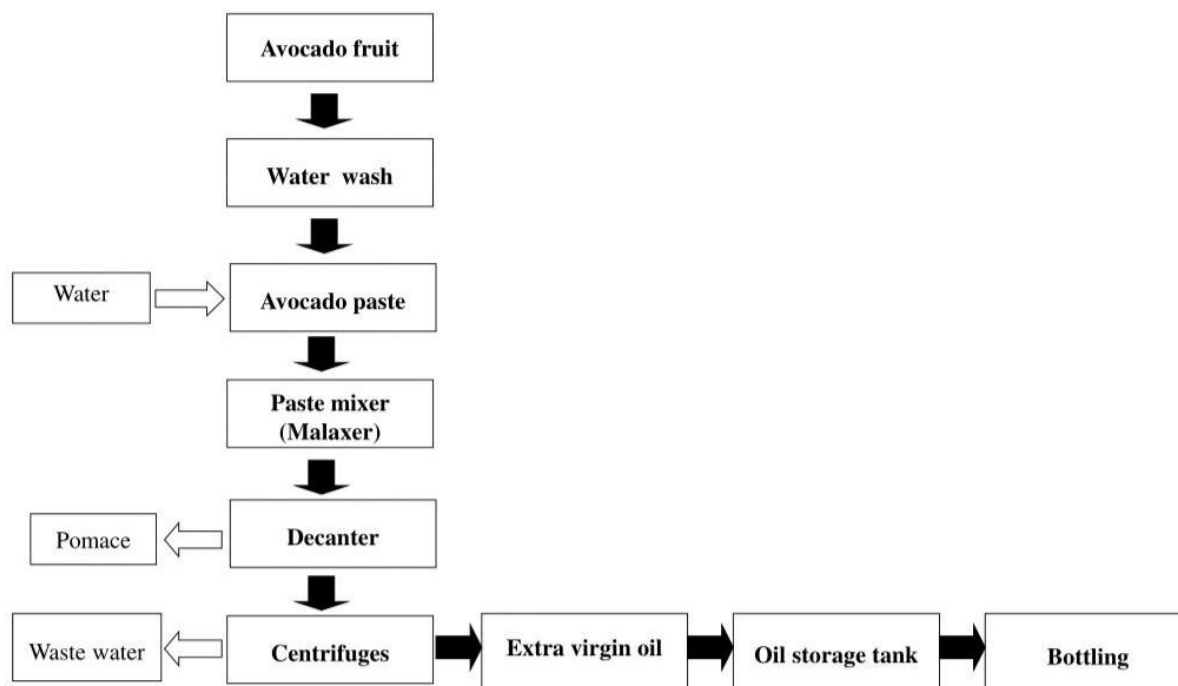 Avocado fruit
Water wash
Water
Avocado paste
Paste mixer
(Malaxer)
Pomace
Decanter
Waste water
Centrifuges
Extra virgin oil
Oil storage tank
Bottling